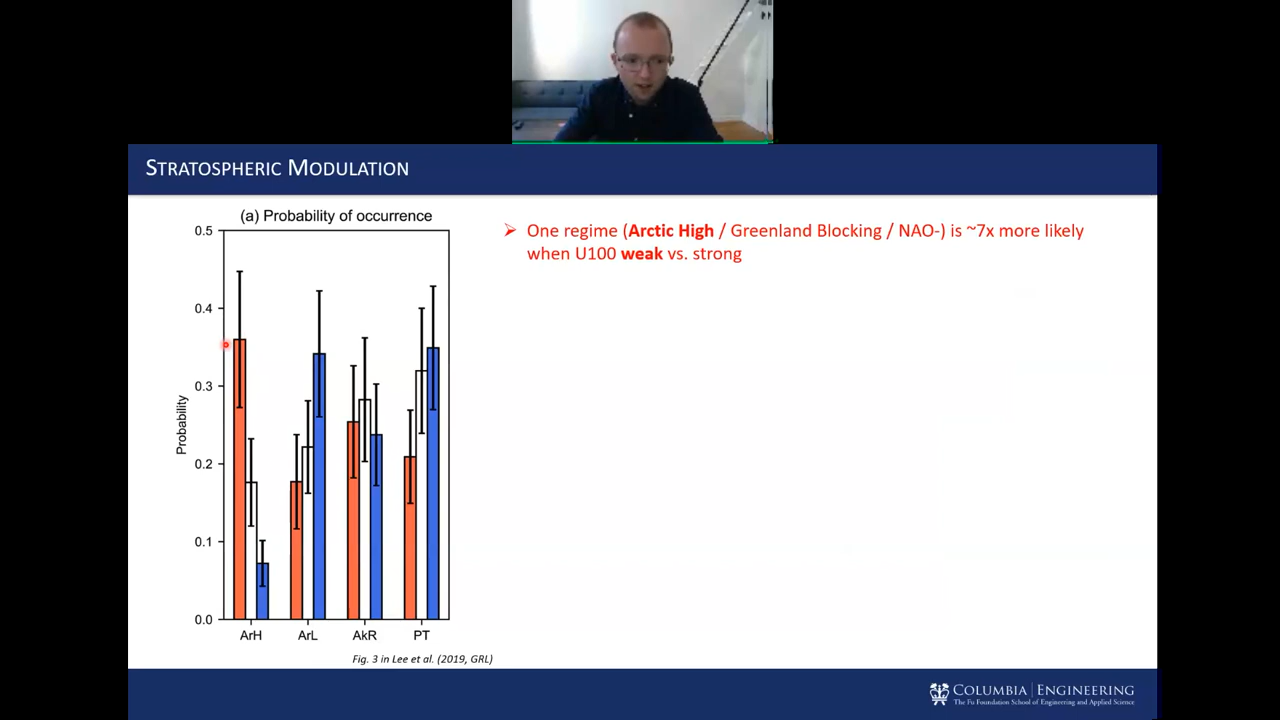 STRATOSPHERIC MODULATION
(a) Probability of occurrence
0.5
0.4
0.3
0.2
0.1
0.0
Probability
ArH ArL AkR PT
Fig. 3 in Lee et al. (2019, GRL)
➢ One regime (Arctic High / Greenland Blocking / NAO-) is ~7x more likely
when U100 weak vs. strong
COLUMBIA | ENGINEERING
The Fu Foundation School of Engineering and Applied Science